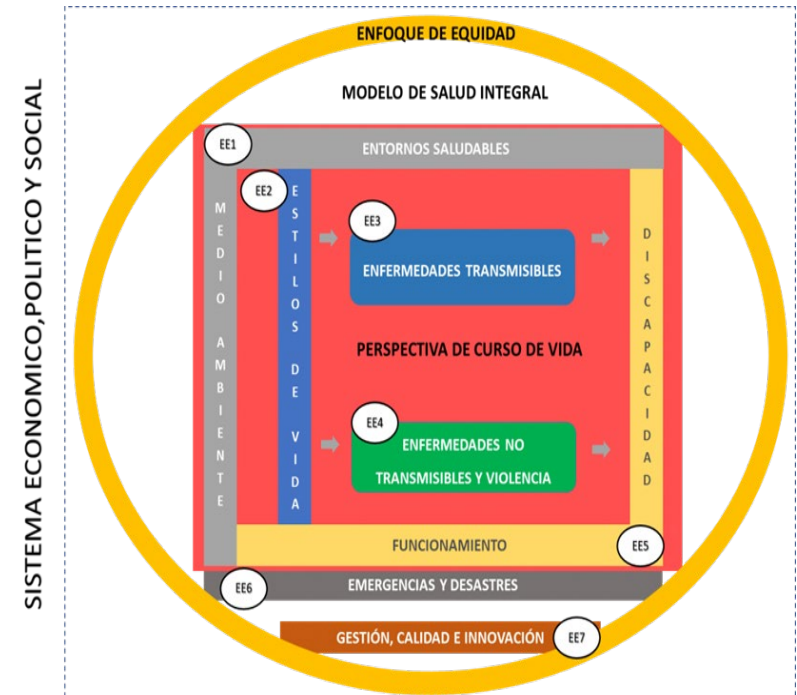 SISTEMA ECONOMICO,POLITICO Y SOCIAL
ENFOQUE DE EQUIDAD
MODELO DE SALUD INTEGRAL
EE1
ENTORNOS SALUDABLES
MEDIO AMBIENTE
EE2
ESTILOS DE VIDA
EE3
ENFERMEDADES TRANSMISIBLES
DISCAPACIDAD
PERSPECTIVA DE CURSO DE VIDA
EE4
ENFERMEDADES NO
TRANSMISIBLES Y VIOLENCIA
FUNCIONAMIENTO
EE5
EE6
EMERGENCIAS Y DESASTRES
GESTIÓN, CALIDAD E INNOVACIÓN
EE7